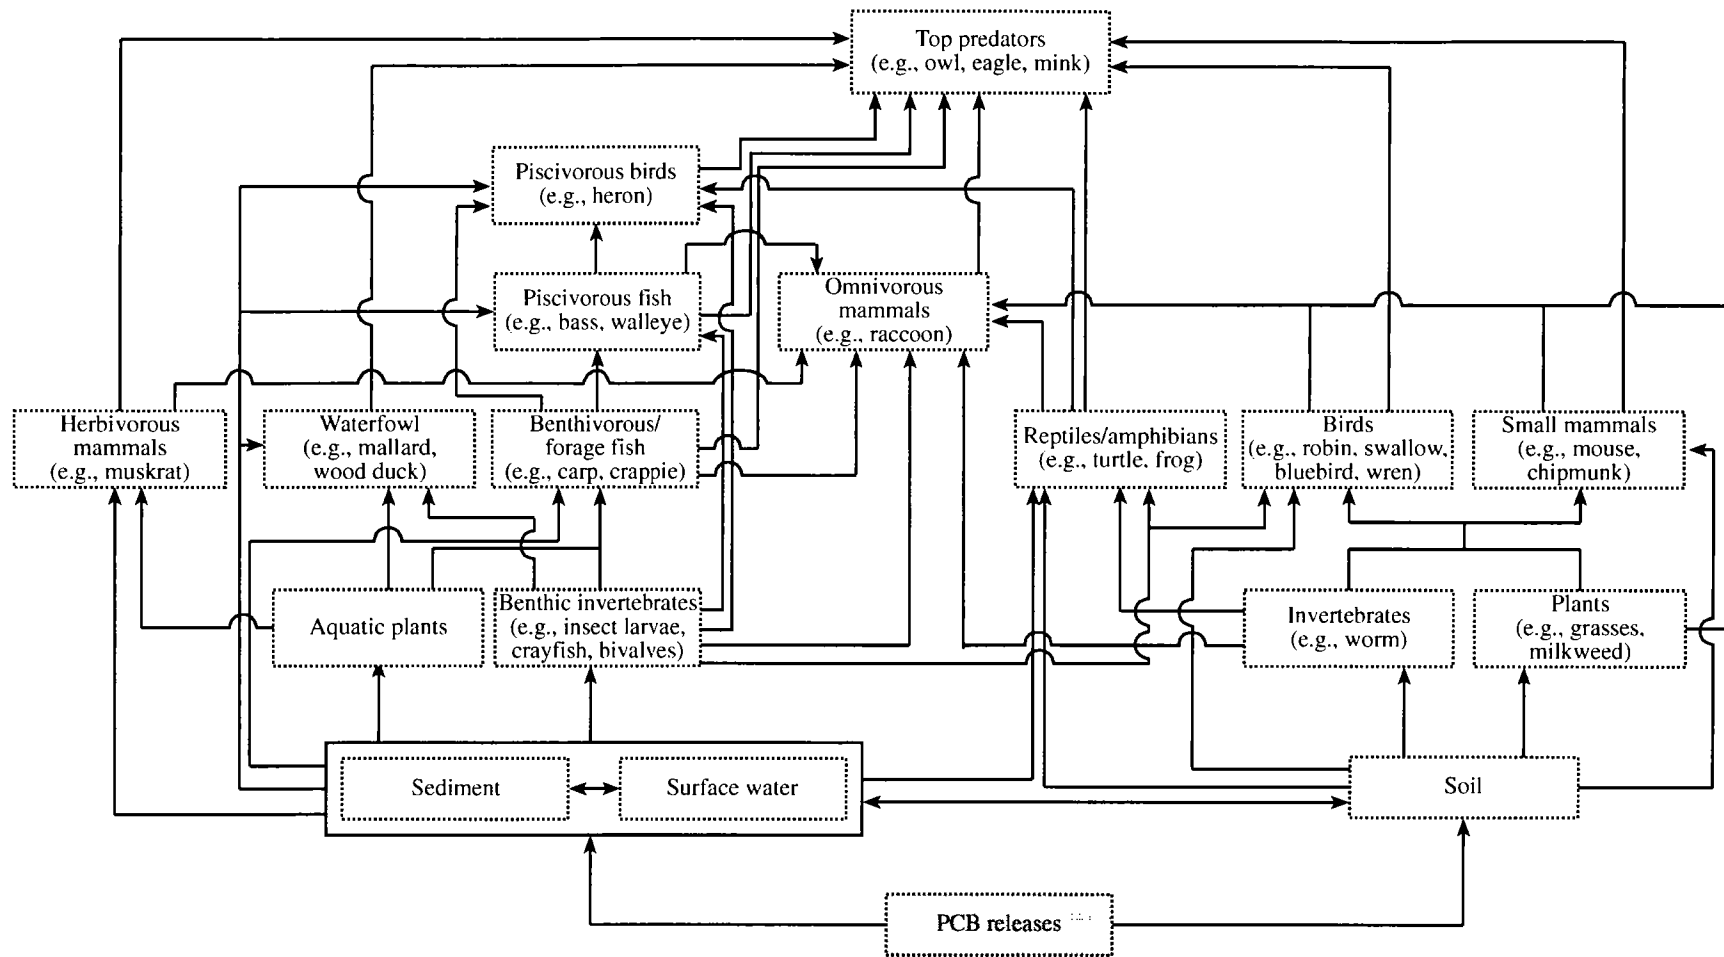 Top predators
(e.g., owl, eagle, mink)
Piscivorous birds
(e.g., heron)
Piscivorous fish
(e.g., bass, walleye)
Omnivorous
mammals
(e.g., raccoon)
Herbivorous
mammals
(e.g., muskrat)
Waterfowl
(e.g., mallard,
wood duck)
Benthivorous/
forage fish
(e.g., carp, crappie)
Reptiles/amphibians
(e.g., turtle, frog)
Birds
(e.g., robin, swallow,
bluebird, wren)
Small mammals
(e.g., mouse,
chipmunk)
Aquatic plants
Benthic invertebrates
(e.g., insect larvae,
crayfish, bivalves)
Invertebrates
(e.g., worm)
Plants
(e.g., grasses,
milkweed)
Sediment
Surface water
Soil
PCB releases